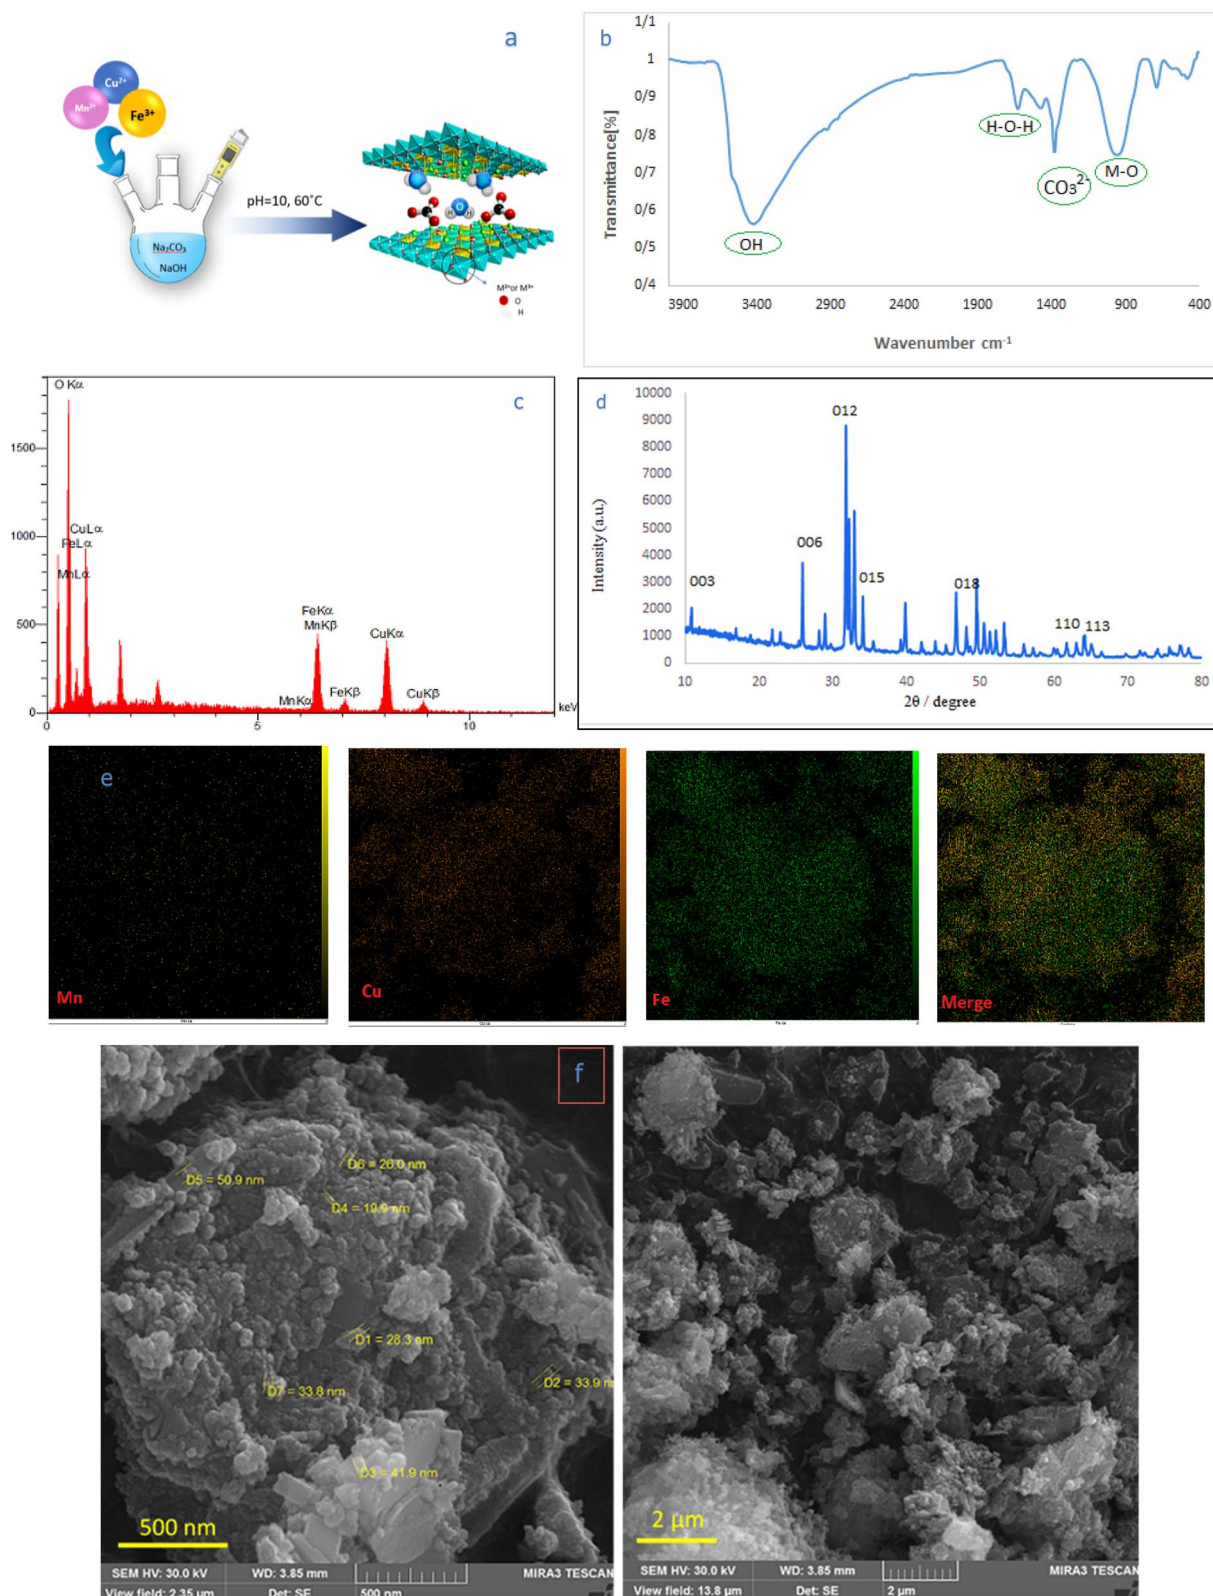 a
Cu²⁺
Mn²⁺
Fe³⁺
pH=10, 60˚C
Na₂CO₃
NaOH
O
H H
M²⁺or M³⁺
O
H
b
Transmittance[%]
1/1
1
0/9
0/8
0/7
0/6
0/5
0/4
H-O-H
CO₃²⁻
M-O
OH
3900 3400 2900 2400 1900 1400 900 400
Wavenumber cm⁻¹
c
O Kα
1500
1000
500
0
CuLα
FeLα
MnLα
FeKα
MnKβ
MnKα
FeKβ
CuKα
CuKβ
0 5 10 keV
d
Intensity (a.u.)
10000
9000
8000
7000
6000
5000
4000
3000
2000
1000
0
003
006
012
015
018
110
113
10 20 30 40 50 60 70 80
2θ / degree
e
Mn
Cu
Fe
Merge
f
D5 = 50.9 nm
D6 = 26.0 nm
D4 = 19.9 nm
D1 = 28.3 nm
D7 = 33.8 nm
D2 = 33.9 n
D3 = 41.9 nm
500 nm
SEM HV: 30.0 kV WD: 3.85 mm MIRA3 TESCAN
View field: 2.35 µm Det: SE 500 nm
2 µm
SEM HV: 30.0 kV WD: 3.85 mm MIRA3 TESCAN
View field: 13.8 µm Det: SE 2 µm